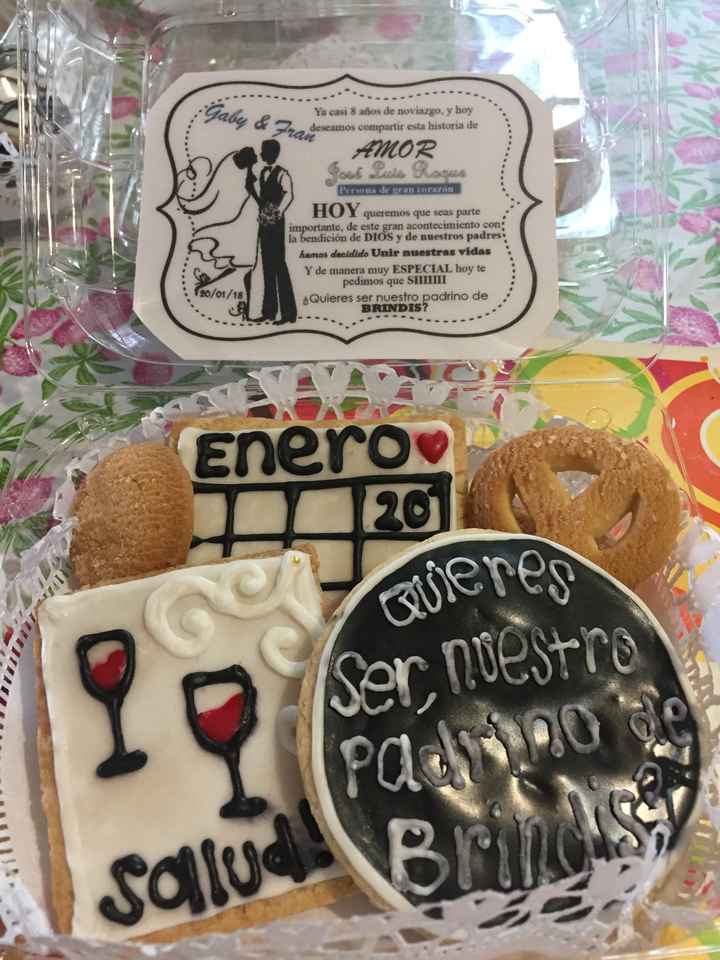 Gaby & Fran
Ya casi 8 años de noviazgo, y hoy
deseamos compartir esta historia de
AMOR
José Luis Roque
Persona de gran corazón
HOY queremos que seas parte
importante, de este gran acontecimiento con
la bendición de DIOS y de nuestros padres
hemos decidido Unir nuestras vidas
Y de manera muy ESPECIAL hoy te
pedimos que SIIIIIII
¿Quieres ser nuestro padrino de
BRINDIS?
20/01/18
Enero
20
Quieres
ser, nuestro
padrino de
Brindis?
Salud!